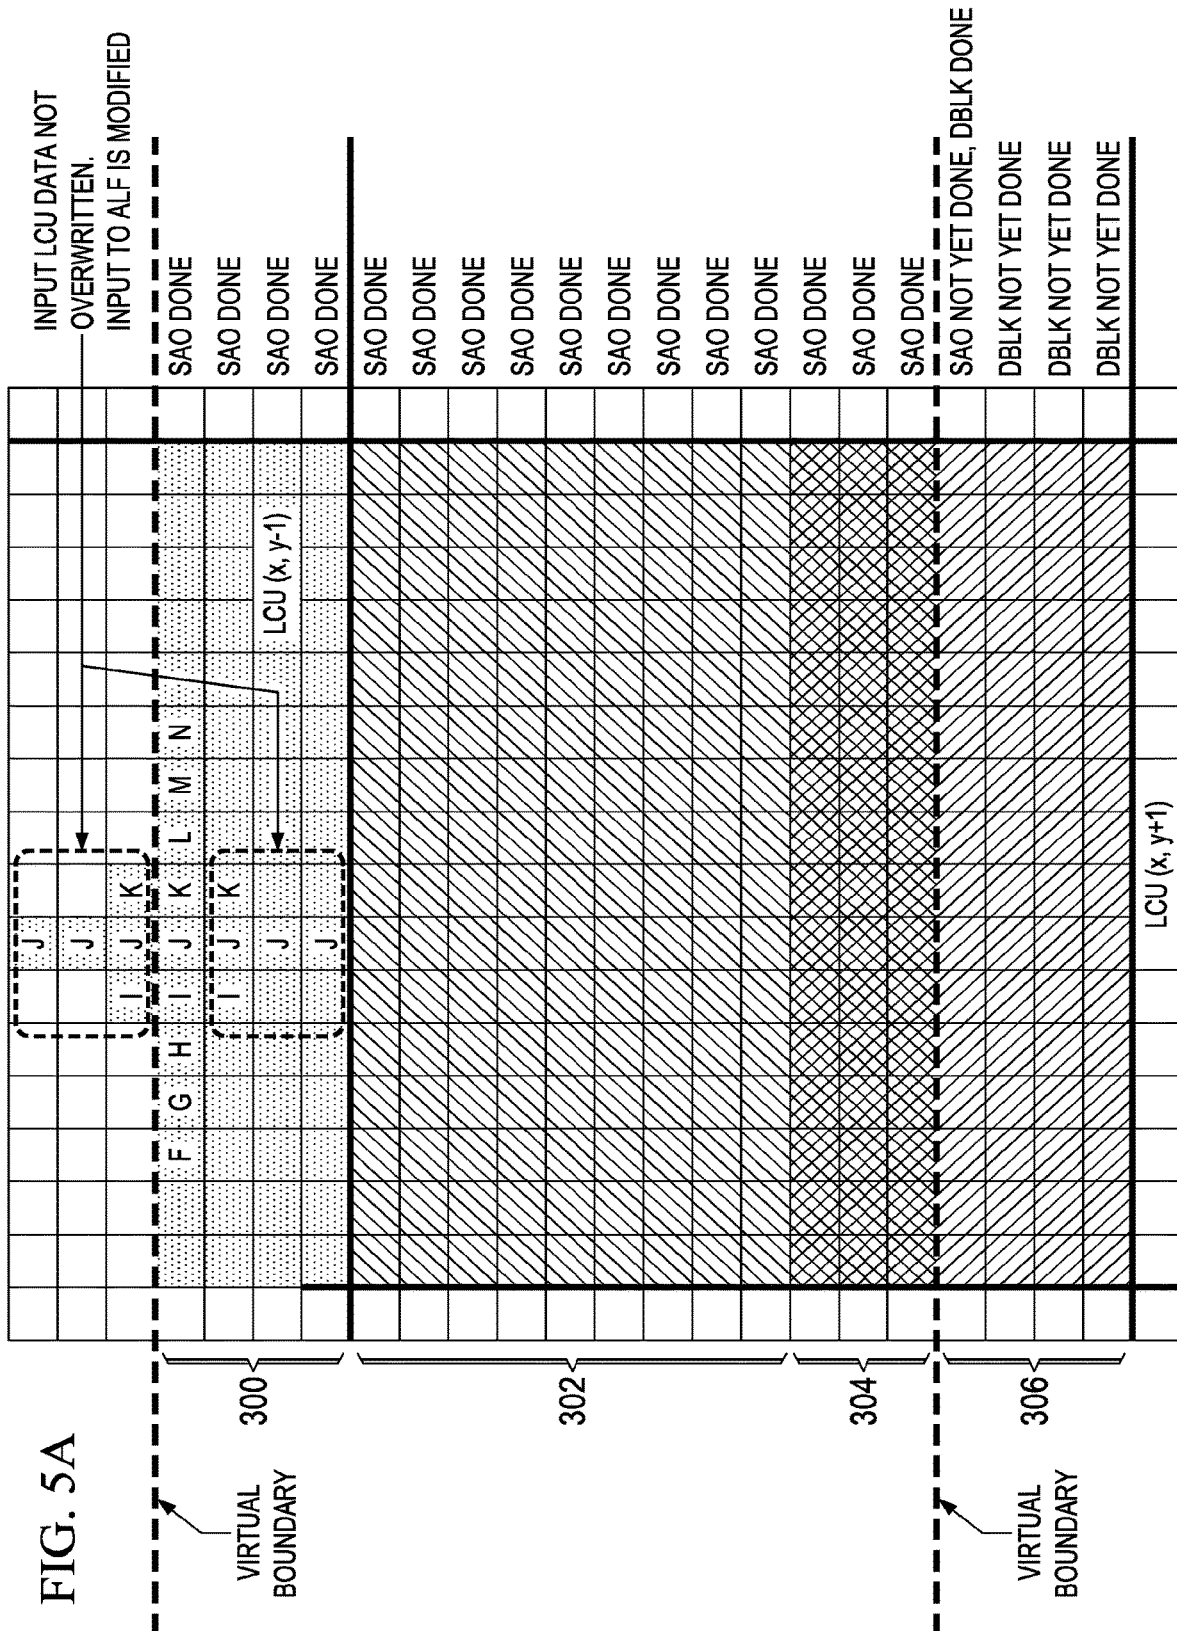 FIG. 5A
INPUT LCU DATA NOT
OVERWRITTEN.
INPUT TO ALF IS MODIFIED
J
J
I J K
F G H I J K L M N
SAO DONE
I J K
SAO DONE
J
LCU (x, y-1)
SAO DONE
J
SAO DONE
VIRTUAL
BOUNDARY
300
SAO DONE
SAO DONE
SAO DONE
SAO DONE
SAO DONE
SAO DONE
SAO DONE
SAO DONE
SAO DONE
302
SAO DONE
SAO DONE
SAO DONE
304
SAO NOT YET DONE, DBLK DONE
DBLK NOT YET DONE
DBLK NOT YET DONE
DBLK NOT YET DONE
306
VIRTUAL
BOUNDARY
LCU (x, y+1)